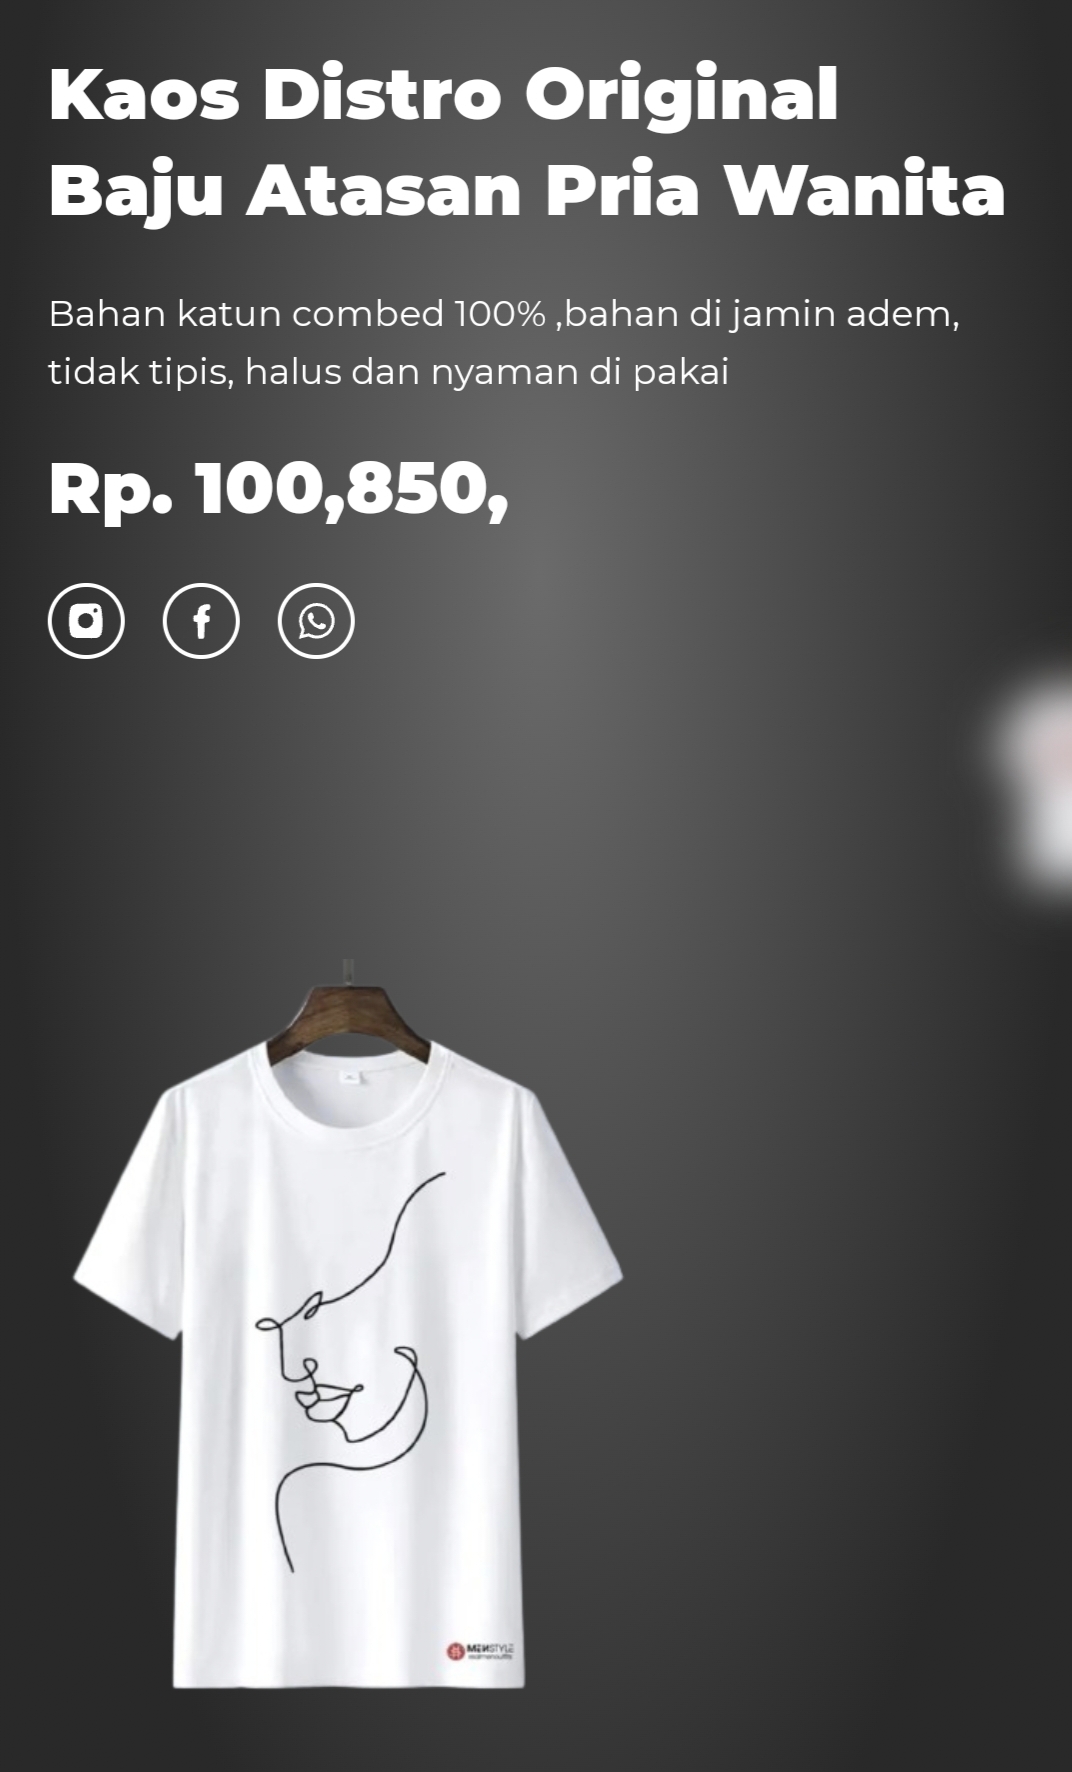 Kaos Distro Original
Baju Atasan Pria Wanita
Bahan katun combed 100% ,bahan di jamin adem,
tidak tipis, halus dan nyaman di pakai
Rp. 100,850,
MENSTYLE